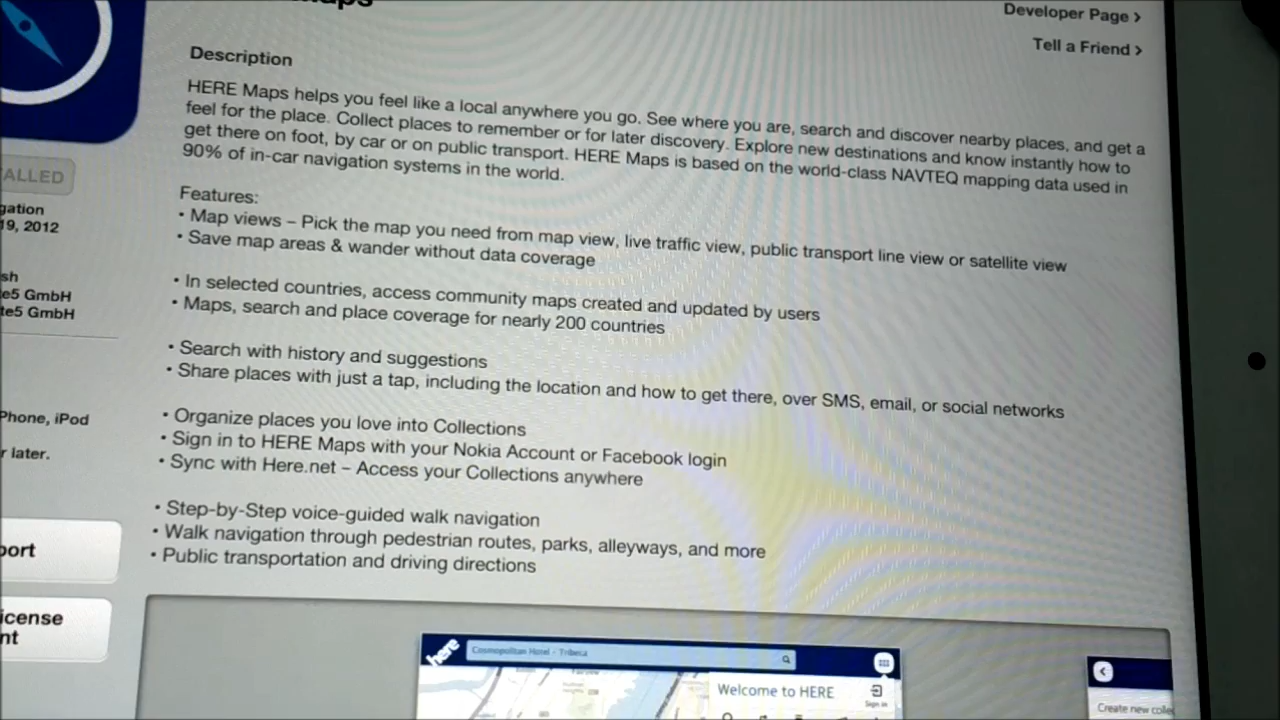 Developer Page >
Tell a Friend >
Description
HERE Maps helps you feel like a local anywhere you go. See where you are, search and discover nearby places, and get a
feel for the place. Collect places to remember or for later discovery. Explore new destinations and know instantly how to
get there on foot, by car or on public transport. HERE Maps is based on the world-class NAVTEQ mapping data used in
90% of in-car navigation systems in the world.
Features:
• Map views – Pick the map you need from map view, live traffic view, public transport line view or satellite view
• Save map areas & wander without data coverage
• In selected countries, access community maps created and updated by users
• Maps, search and place coverage for nearly 200 countries
• Search with history and suggestions
• Share places with just a tap, including the location and how to get there, over SMS, email, or social networks
• Organize places you love into Collections
• Sign in to HERE Maps with your Nokia Account or Facebook login
• Sync with Here.net – Access your Collections anywhere
• Step-by-Step voice-guided walk navigation
• Walk navigation through pedestrian routes, parks, alleyways, and more
• Public transportation and driving directions
ALLED
gation
19, 2012
sh
e5 GmbH
te5 GmbH
Phone, iPod
r later.
port
icense
nt
here
Cosmopolitan Hotel - Tribeca
Welcome to HERE
Sign in
Create new colle